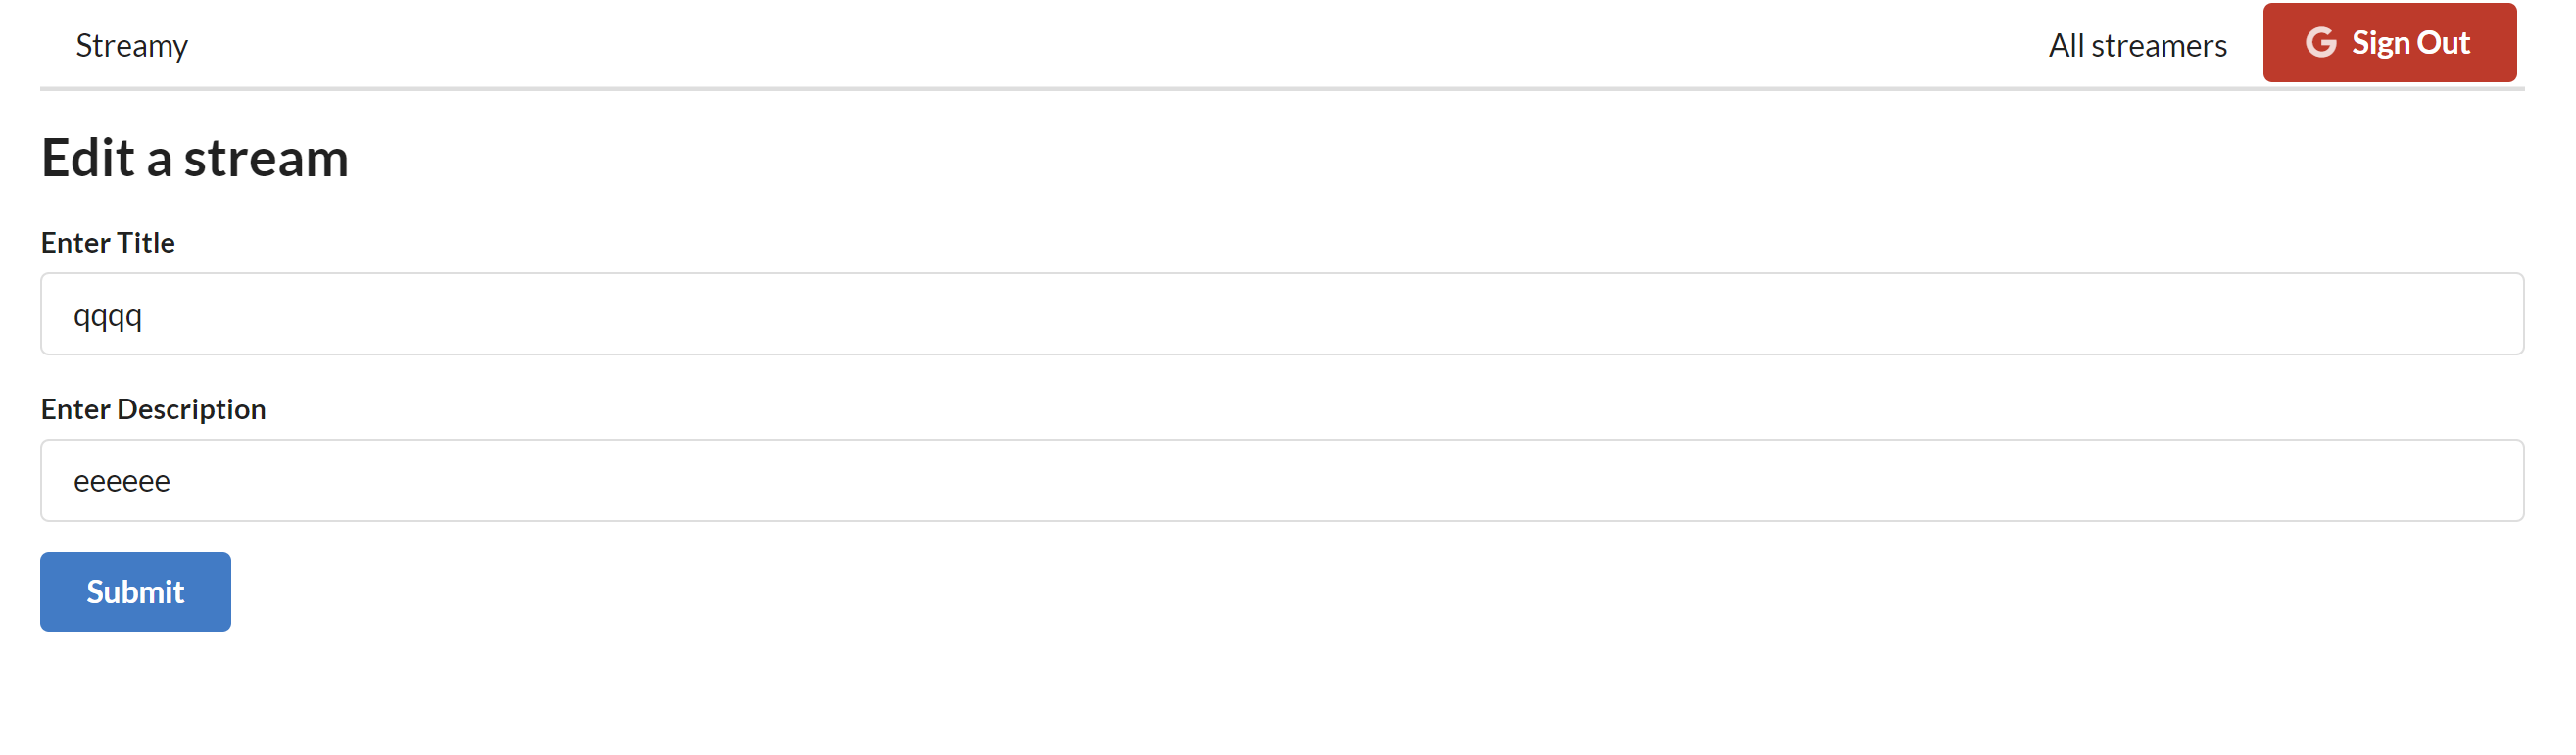 Streamy
All streamers
Sign Out
Edit a stream
Enter Title
qqqq
Enter Description
eeeeee
Submit